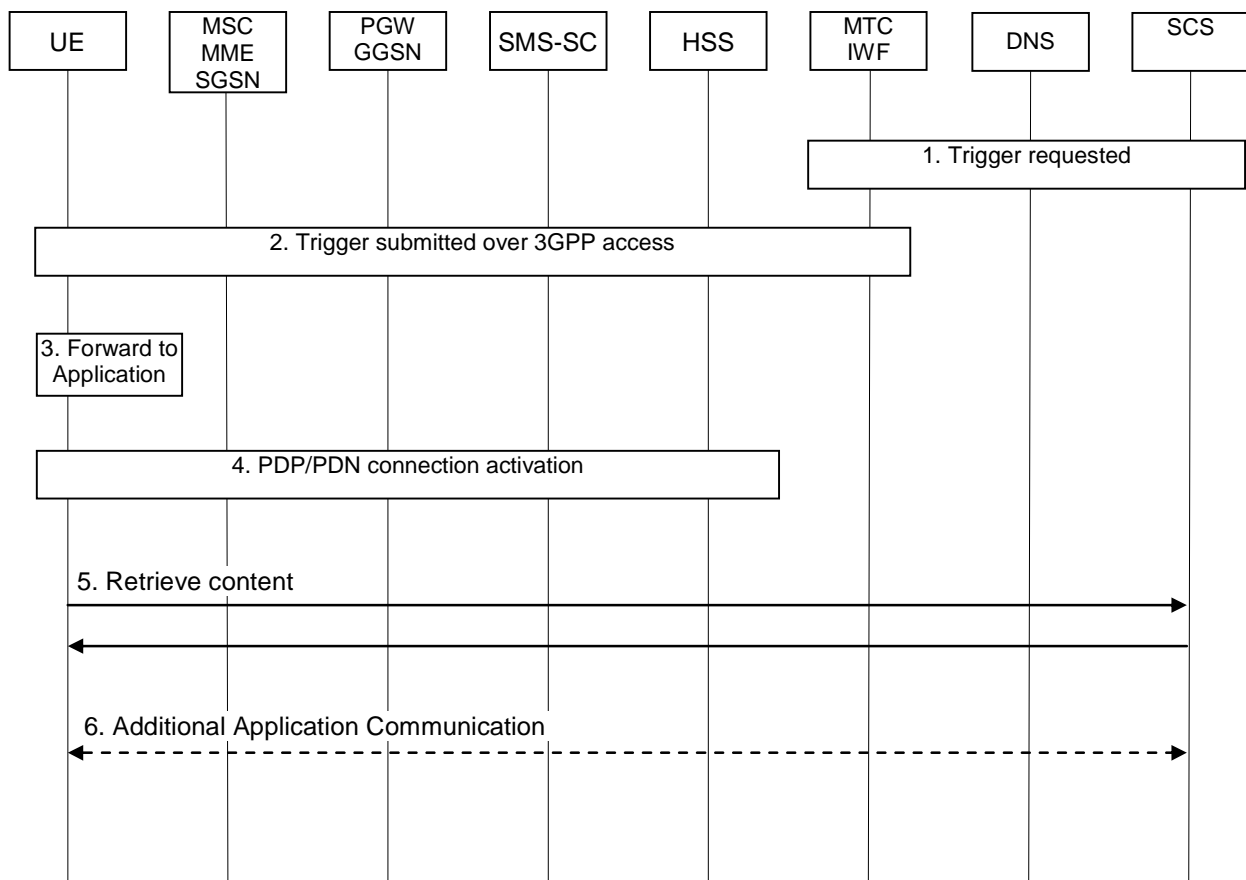 UE
MSC
MME
SGSN
PGW
GGSN
SMS-SC
HSS
MTC
IWF
DNS
SCS
1. Trigger requested
2. Trigger submitted over 3GPP access
3. Forward to
Application
4. PDP/PDN connection activation
5. Retrieve content
6. Additional Application Communication